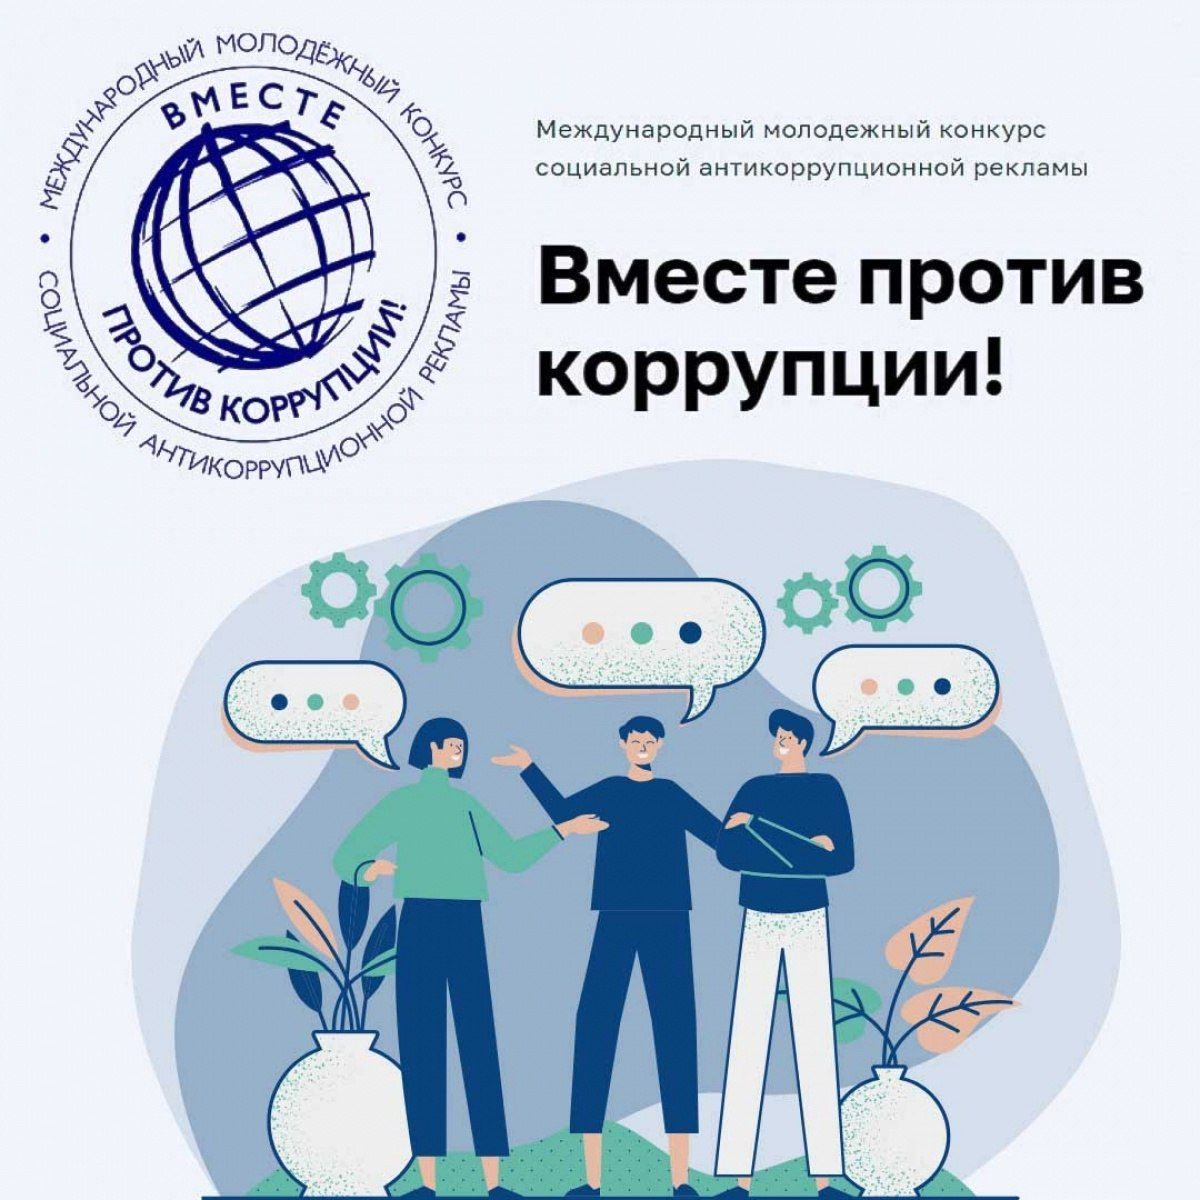 МЕЖДУНАРОДНЫЙ МОЛОДЁЖНЫЙ КОНКУРС
ВМЕСТЕ
ПРОТИВ КОРРУПЦИИ!
СОЦИАЛЬНОЙ АНТИКОРРУПЦИОННОЙ РЕКЛАМЫ
Международный молодежный конкурс
социальной антикоррупционной рекламы
Вместе против
коррупции!